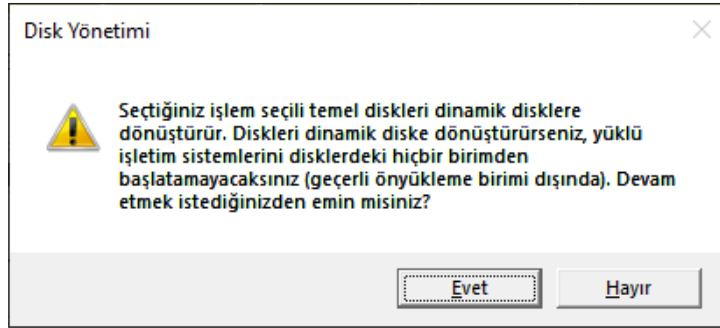 Disk Yönetimi
Seçtiğiniz işlem seçili temel diskleri dinamik disklere
dönüştürür. Diskleri dinamik diske dönüştürürseniz, yüklü
işletim sistemlerini disklerdeki hiçbir birimden
başlatamayacaksınız (geçerli önyükleme birimi dışında). Devam
etmek istediğinizden emin misiniz?
Evet
Hayır